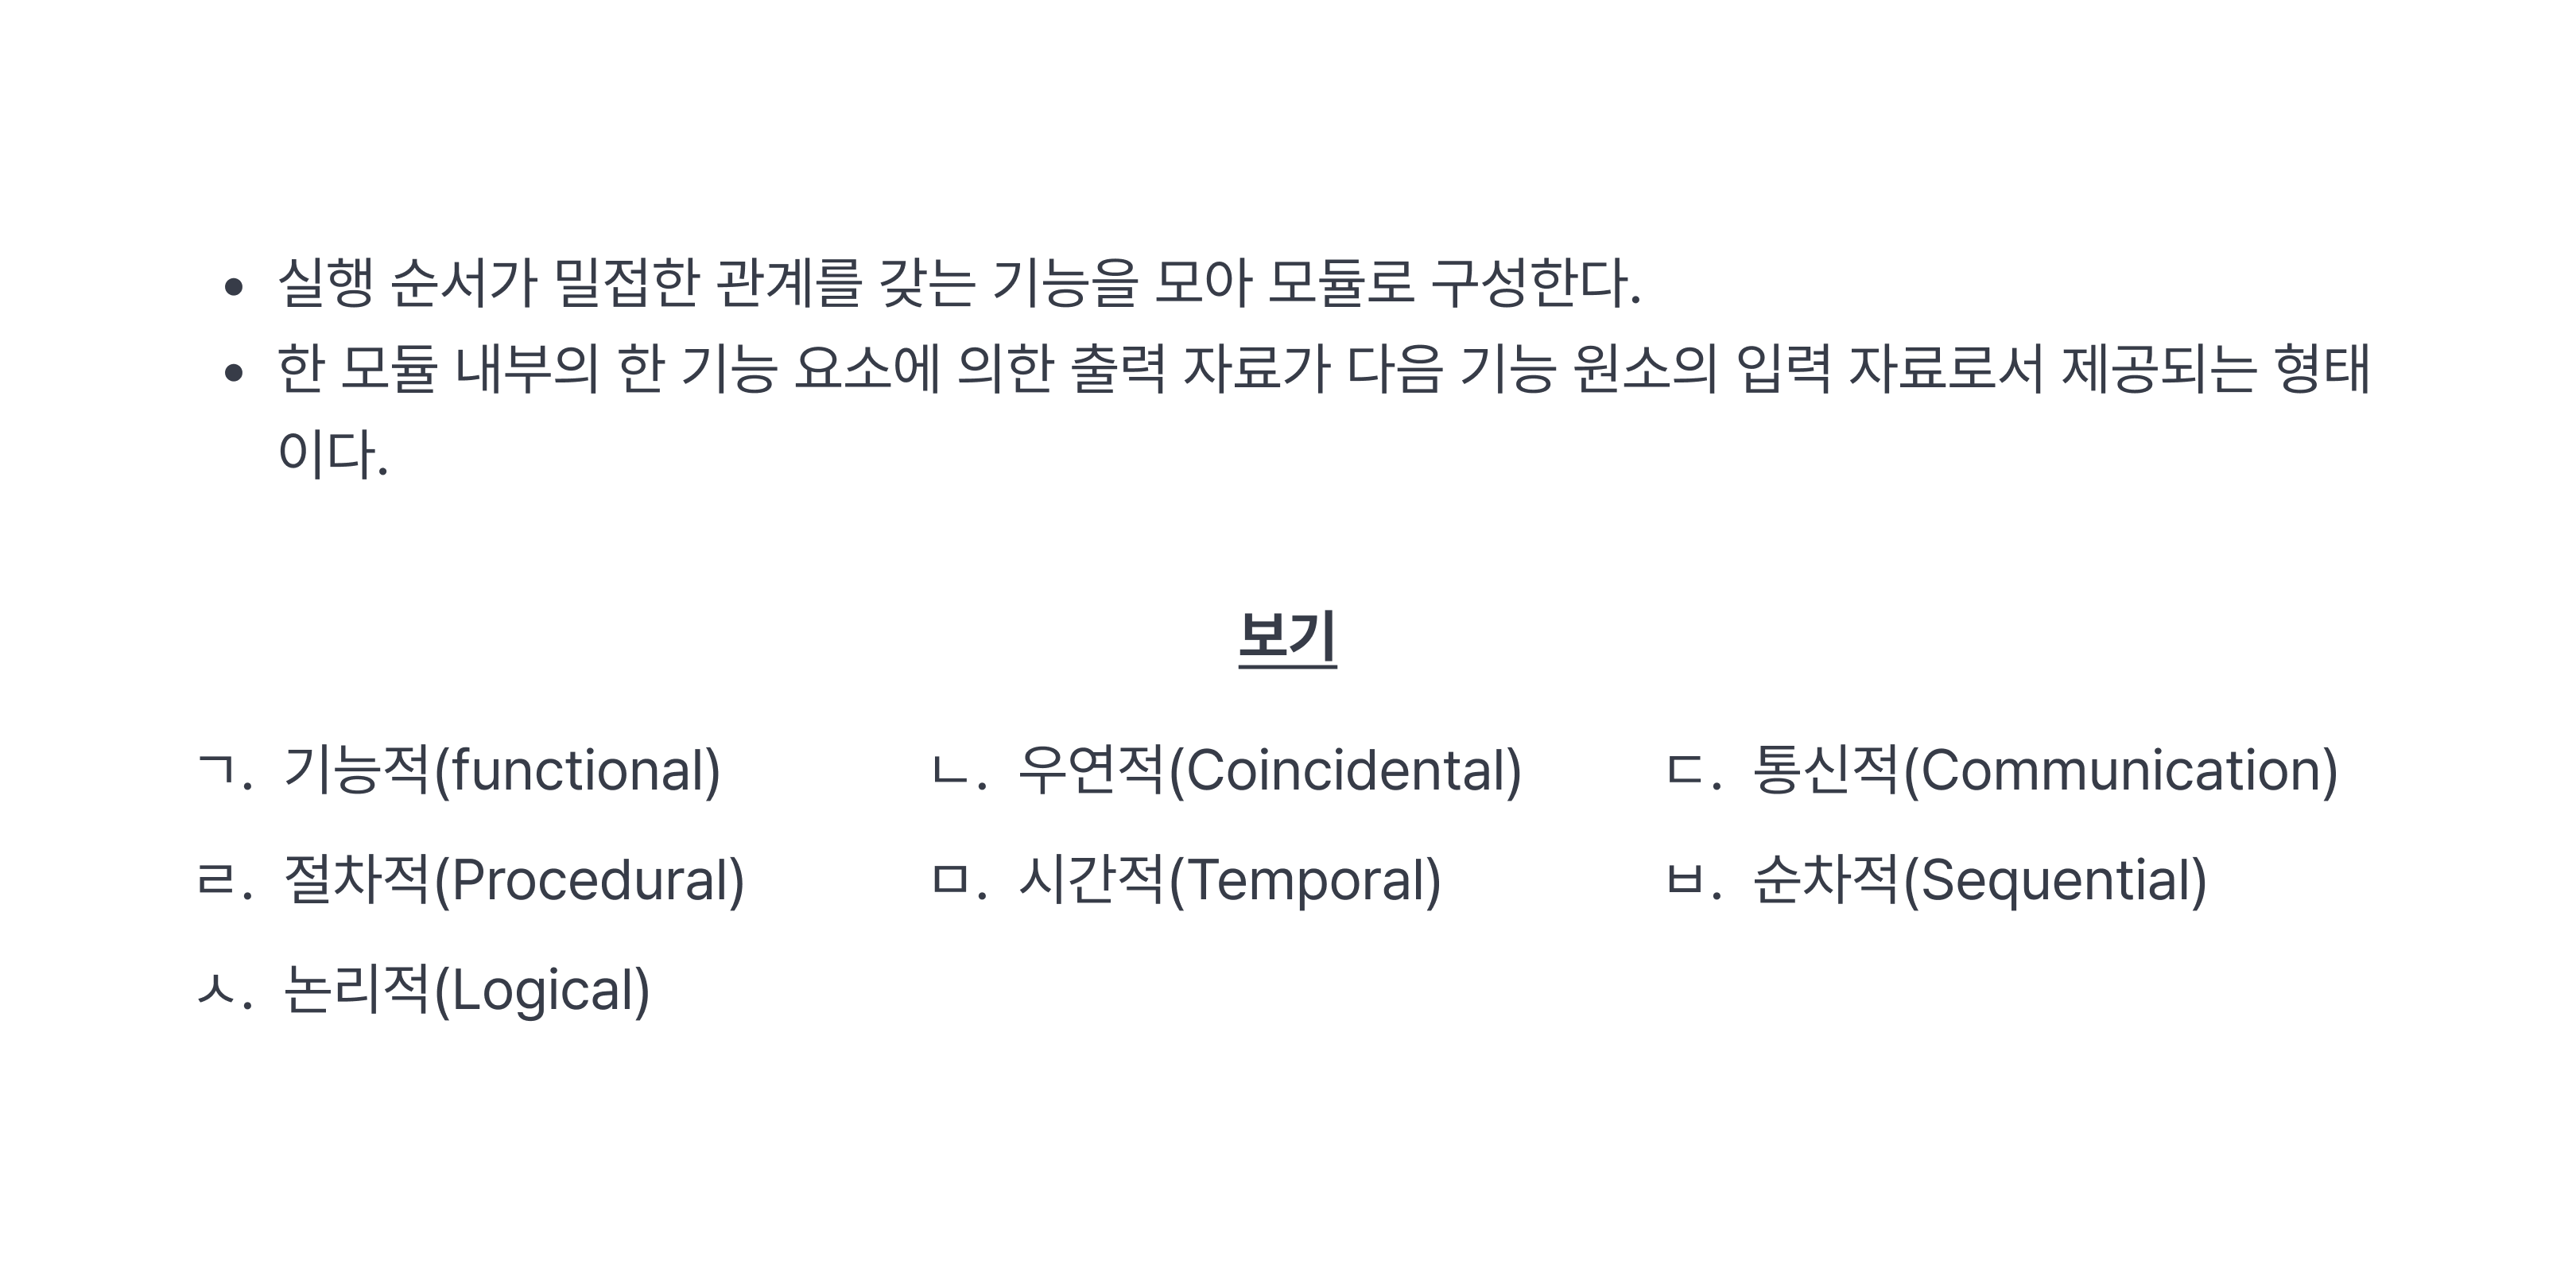 • 실행 순서가 밀접한 관계를 갖는 기능을 모아 모듈로 구성한다.
• 한 모듈 내부의 한 기능 요소에 의한 출력 자료가 다음 기능 원소의 입력 자료로서 제공되는 형태
이다.
보기
ㄱ. 기능적(functional) ㄴ. 우연적(Coincidental) ㄷ. 통신적(Communication)
ㄹ. 절차적(Procedural) ㅁ. 시간적(Temporal) ㅂ. 순차적(Sequential)
ㅅ. 논리적(Logical)